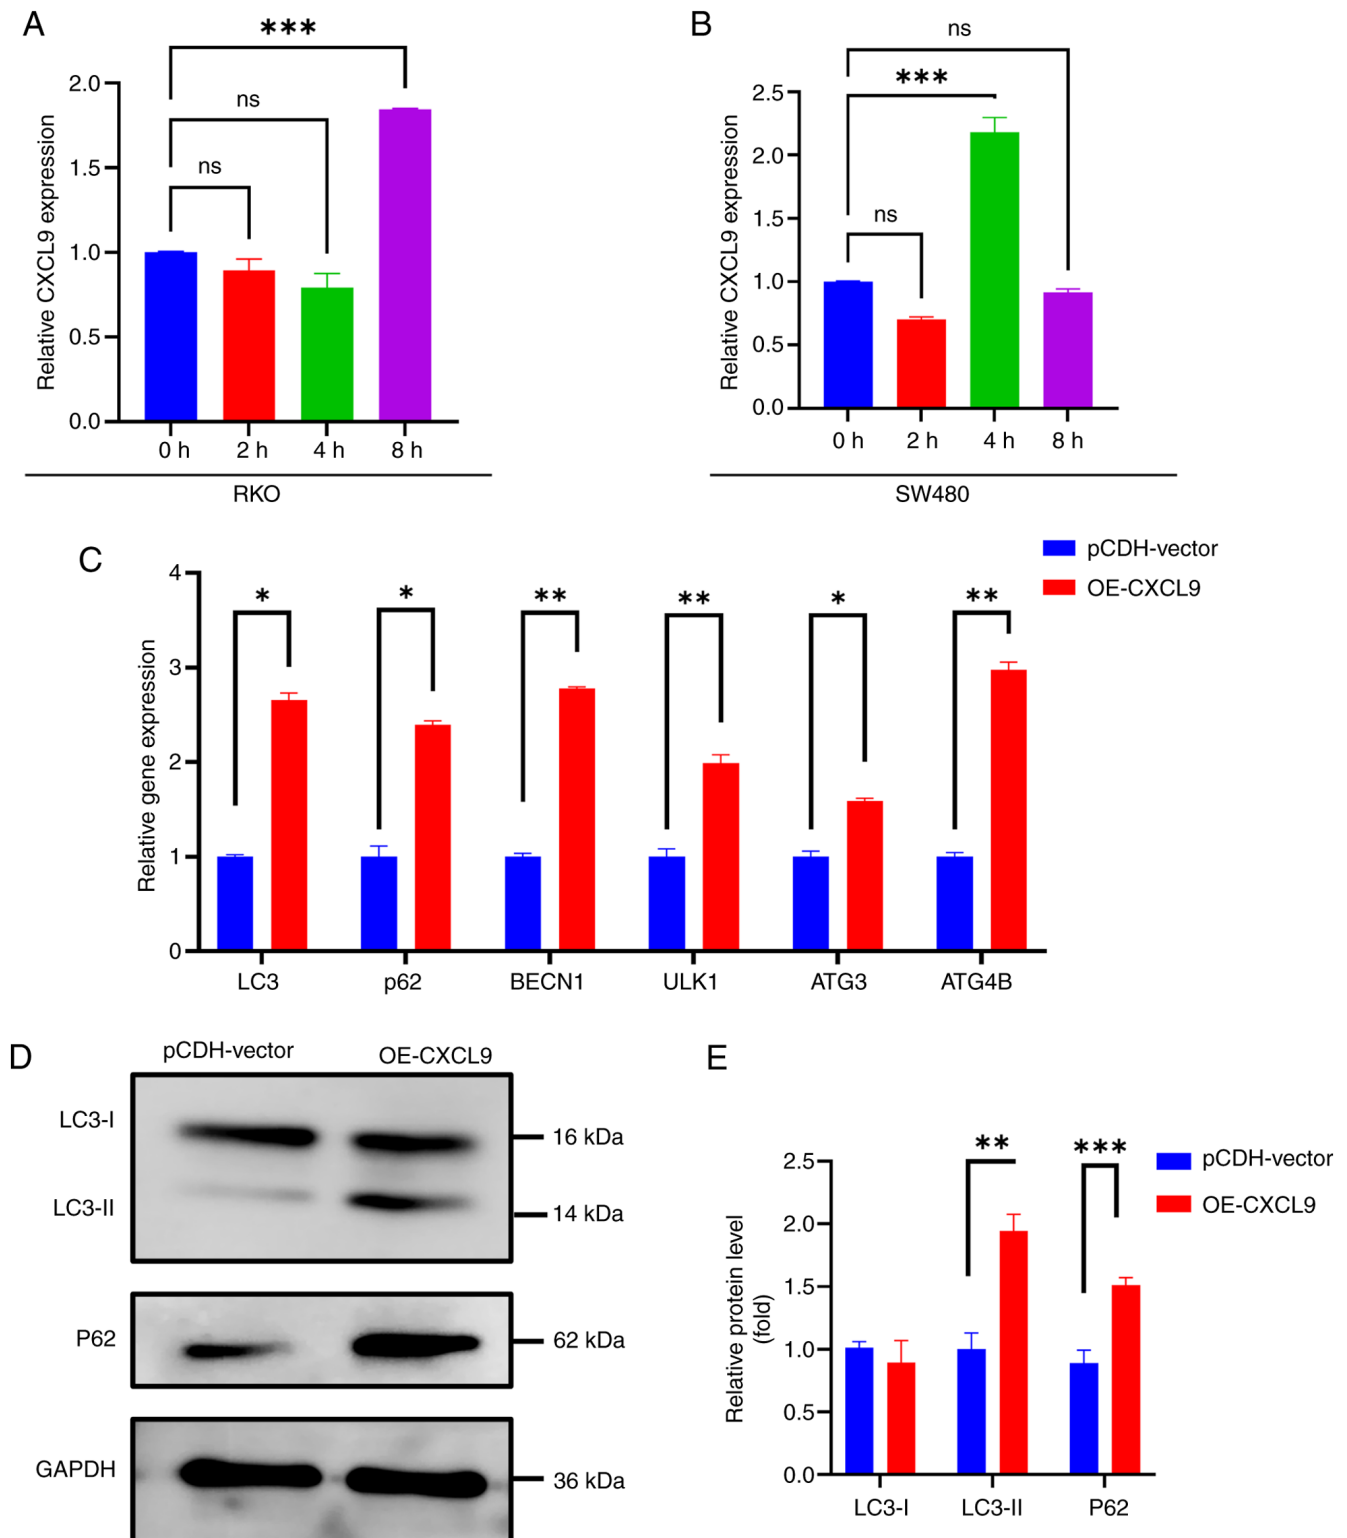 A
***
ns
ns
2.0
1.5
1.0
0.5
0.0
Relative CXCL9 expression
0 h 2 h 4 h 8 h
RKO
B
ns
***
ns
2.5
2.0
1.5
1.0
0.5
0.0
Relative CXCL9 expression
0 h 2 h 4 h 8 h
SW480
C
pCDH-vector
OE-CXCL9
* * ** ** * **
4
3
2
1
0
Relative gene expression
LC3 p62 BECN1 ULK1 ATG3 ATG4B
D
pCDH-vector OE-CXCL9
LC3-I
16 kDa
LC3-II
14 kDa
P62
62 kDa
GAPDH
36 kDa
E
pCDH-vector
OE-CXCL9
** ***
2.5
2.0
1.5
1.0
0.5
0.0
Relative protein level
(fold)
LC3-I LC3-II P62